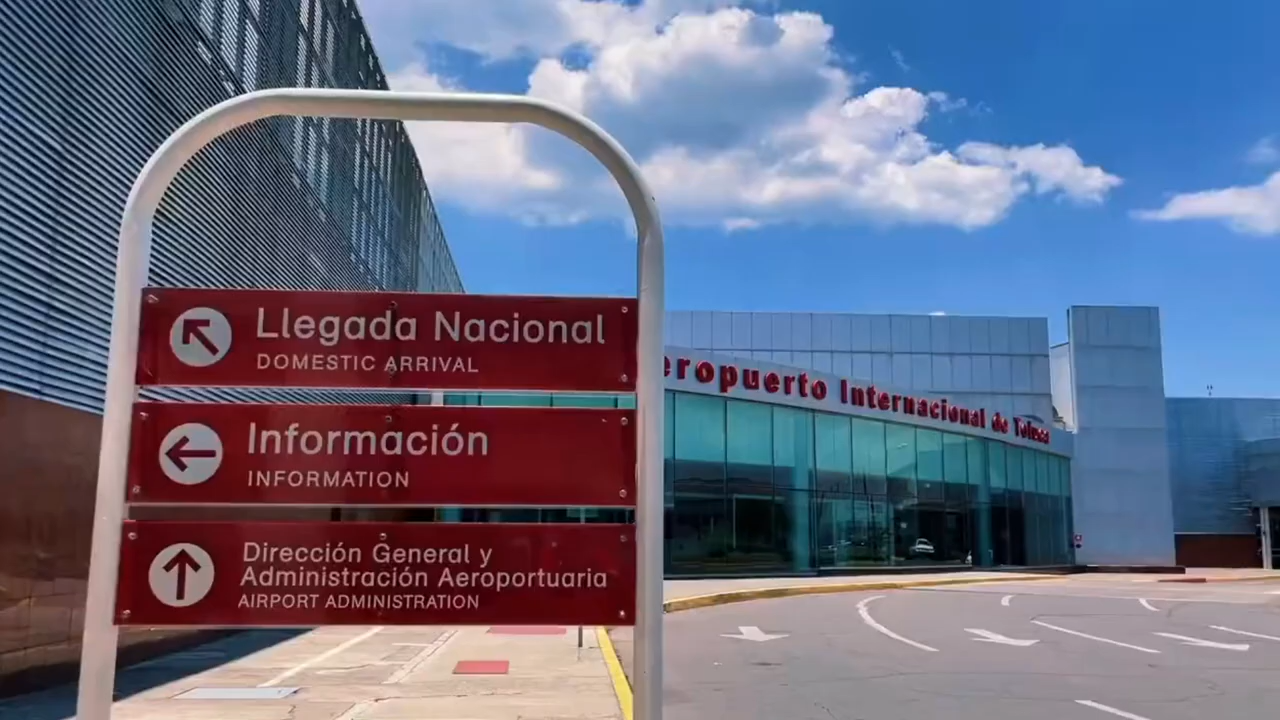 Llegada Nacional
DOMESTIC ARRIVAL
Información
INFORMATION
Dirección General y
Administración Aeroportuaria
AIRPORT ADMINISTRATION
eropuerto Internacional de Toluca